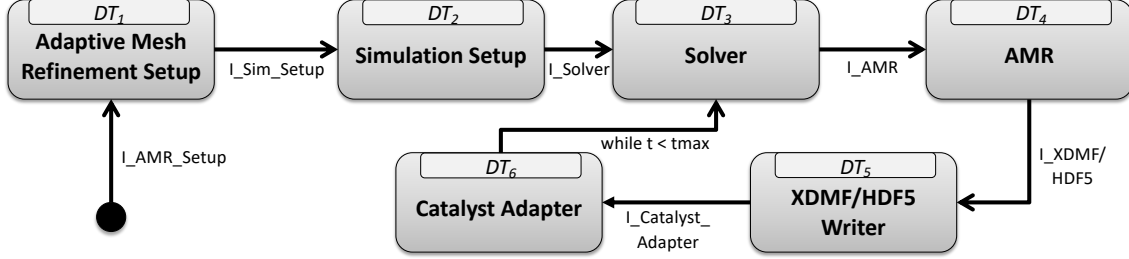 DT1
Adaptive Mesh
Refinement Setup
I_Sim_Setup
DT2
Simulation Setup
I_Solver
DT3
Solver
I_AMR
DT4
AMR
I_AMR_Setup
while t < tmax
I_XDMF/
HDF5
DT6
Catalyst Adapter
I_Catalyst_
Adapter
DT5
XDMF/HDF5
Writer